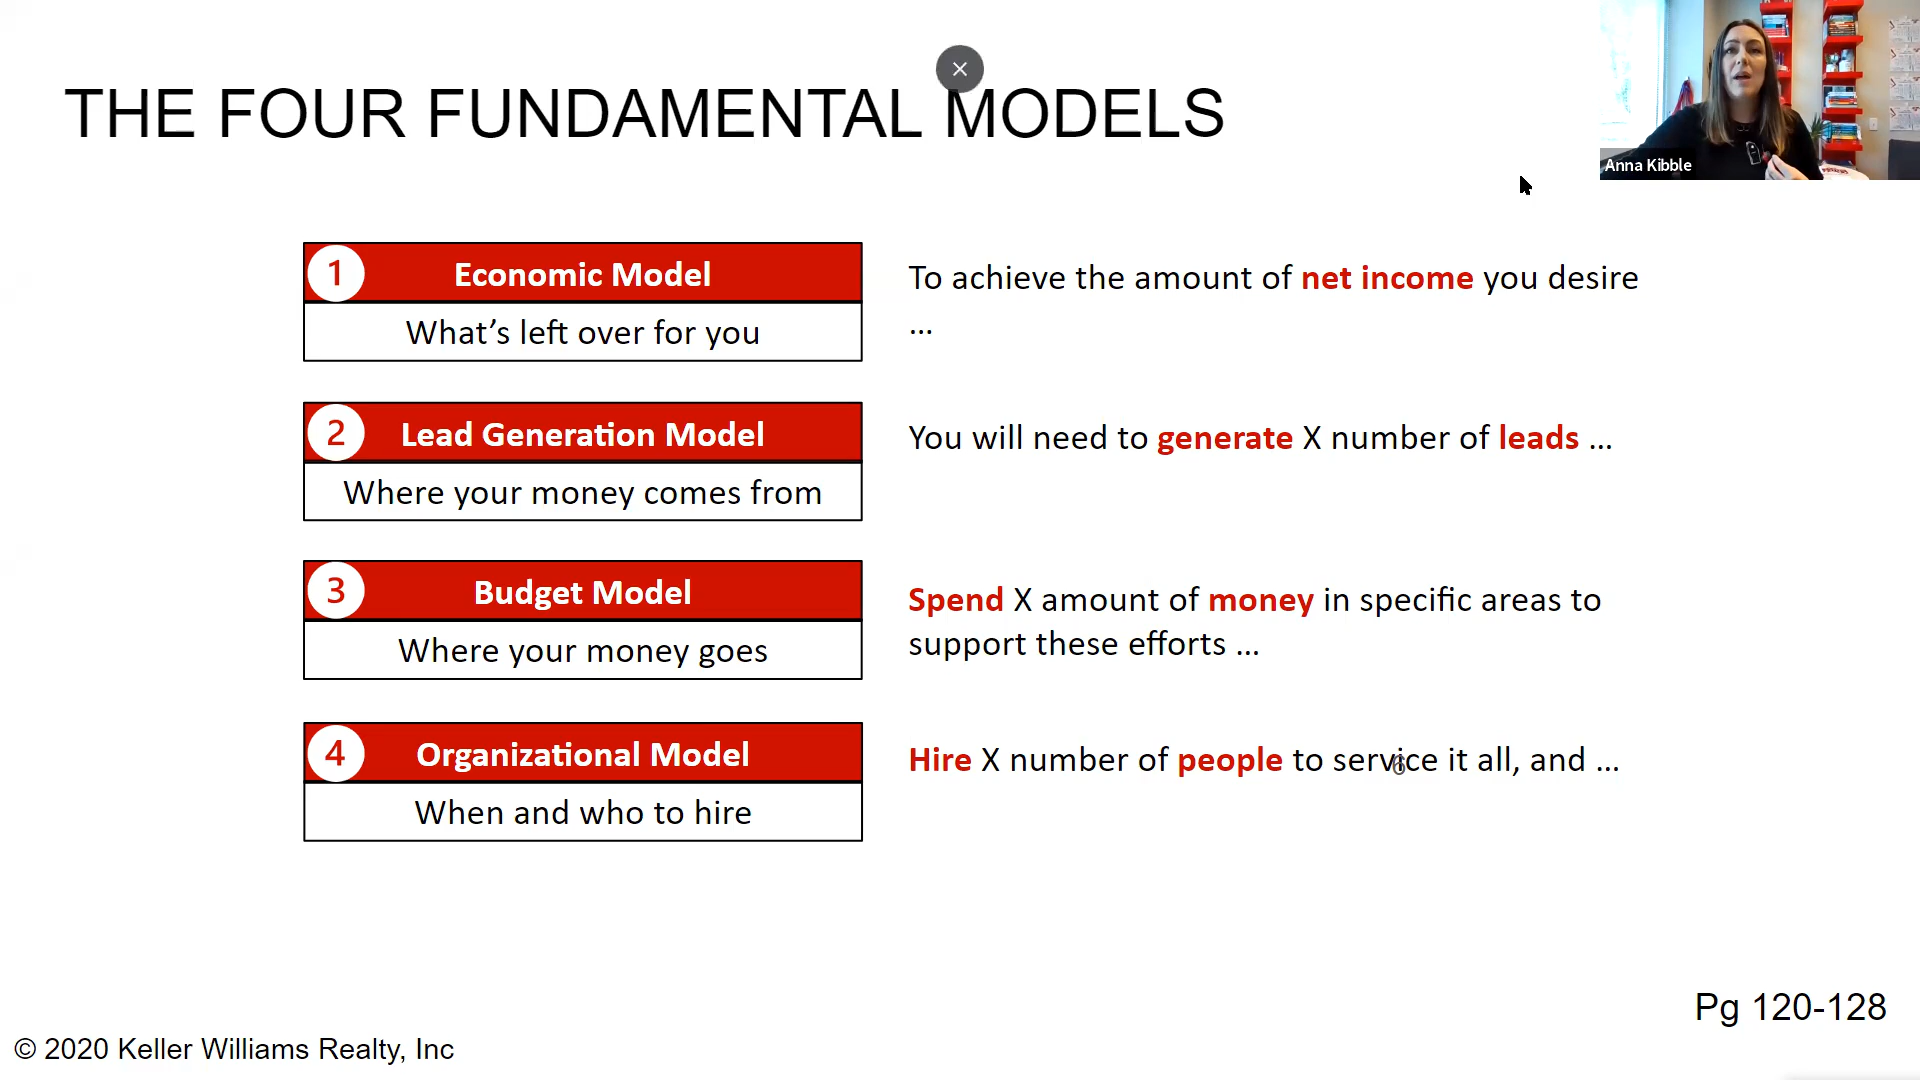 THE FOUR FUNDAMENTAL MODELS
Anna Kibble
1
Economic Model
What’s left over for you
To achieve the amount of net income you desire
...
2
Lead Generation Model
Where your money comes from
You will need to generate X number of leads ...
3
Budget Model
Where your money goes
Spend X amount of money in specific areas to
support these efforts ...
4
Organizational Model
When and who to hire
Hire X number of people to service it all, and ...
6
Pg 120-128
© 2020 Keller Williams Realty, Inc